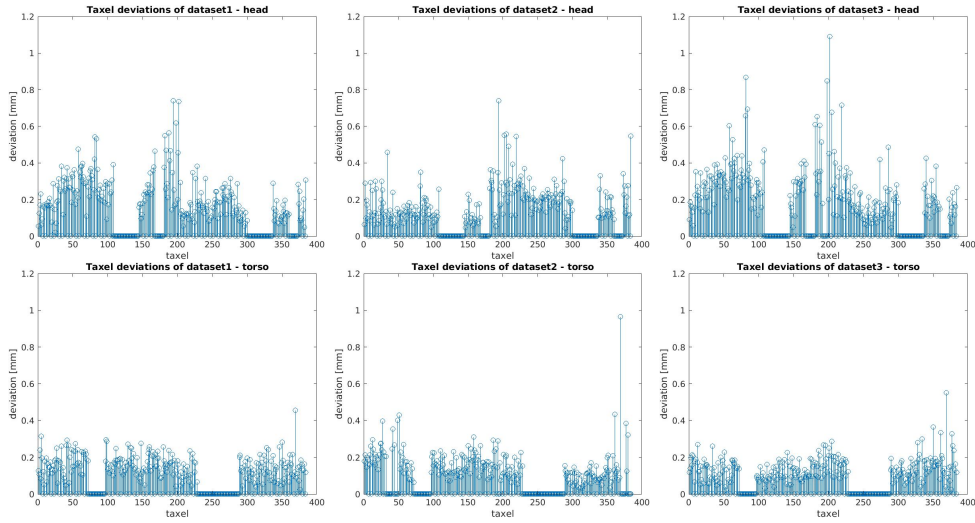 Taxel deviations of dataset1 - head
1.2
1
0.8
0.6
0.4
0.2
0
deviation [mm]
0 50 100 150 200 250 300 350 400
taxel
Taxel deviations of dataset2 - head
1.2
1
0.8
0.6
0.4
0.2
0
deviation [mm]
0 50 100 150 200 250 300 350 400
taxel
Taxel deviations of dataset3 - head
1.2
1
0.8
0.6
0.4
0.2
0
deviation [mm]
0 100 200 300 400
taxel
Taxel deviations of dataset1 - torso
1.2
1
0.8
0.6
0.4
0.2
0
deviation [mm]
0 50 100 150 200 250 300 350 400
taxel
Taxel deviations of dataset2 - torso
1.2
1
0.8
0.6
0.4
0.2
0
deviation [mm]
0 50 100 150 200 250 300 350 400
taxel
Taxel deviations of dataset3 - torso
1.2
1
0.8
0.6
0.4
0.2
0
deviation [mm]
0 50 100 150 200 250 300 350 400
taxel